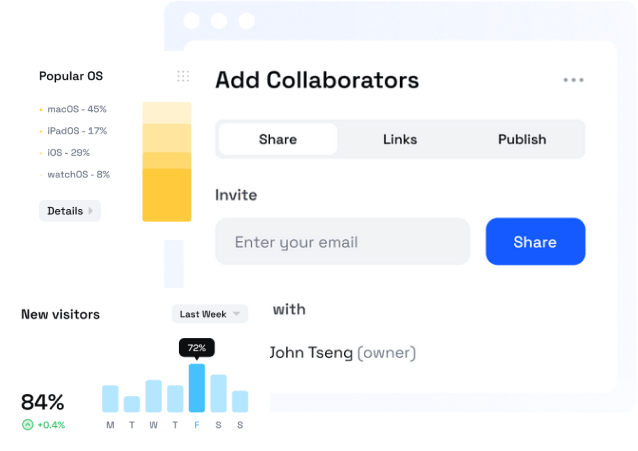 Popular OS
macOS - 45%
iPadOS - 17%
iOS - 29%
watchOS - 8%
Details
Add Collaborators
Share
Links
Publish
Invite
Enter your email
Share
with
John Tseng (owner)
New visitors
Last Week
72%
84%
+0.4%
M T W T F S S